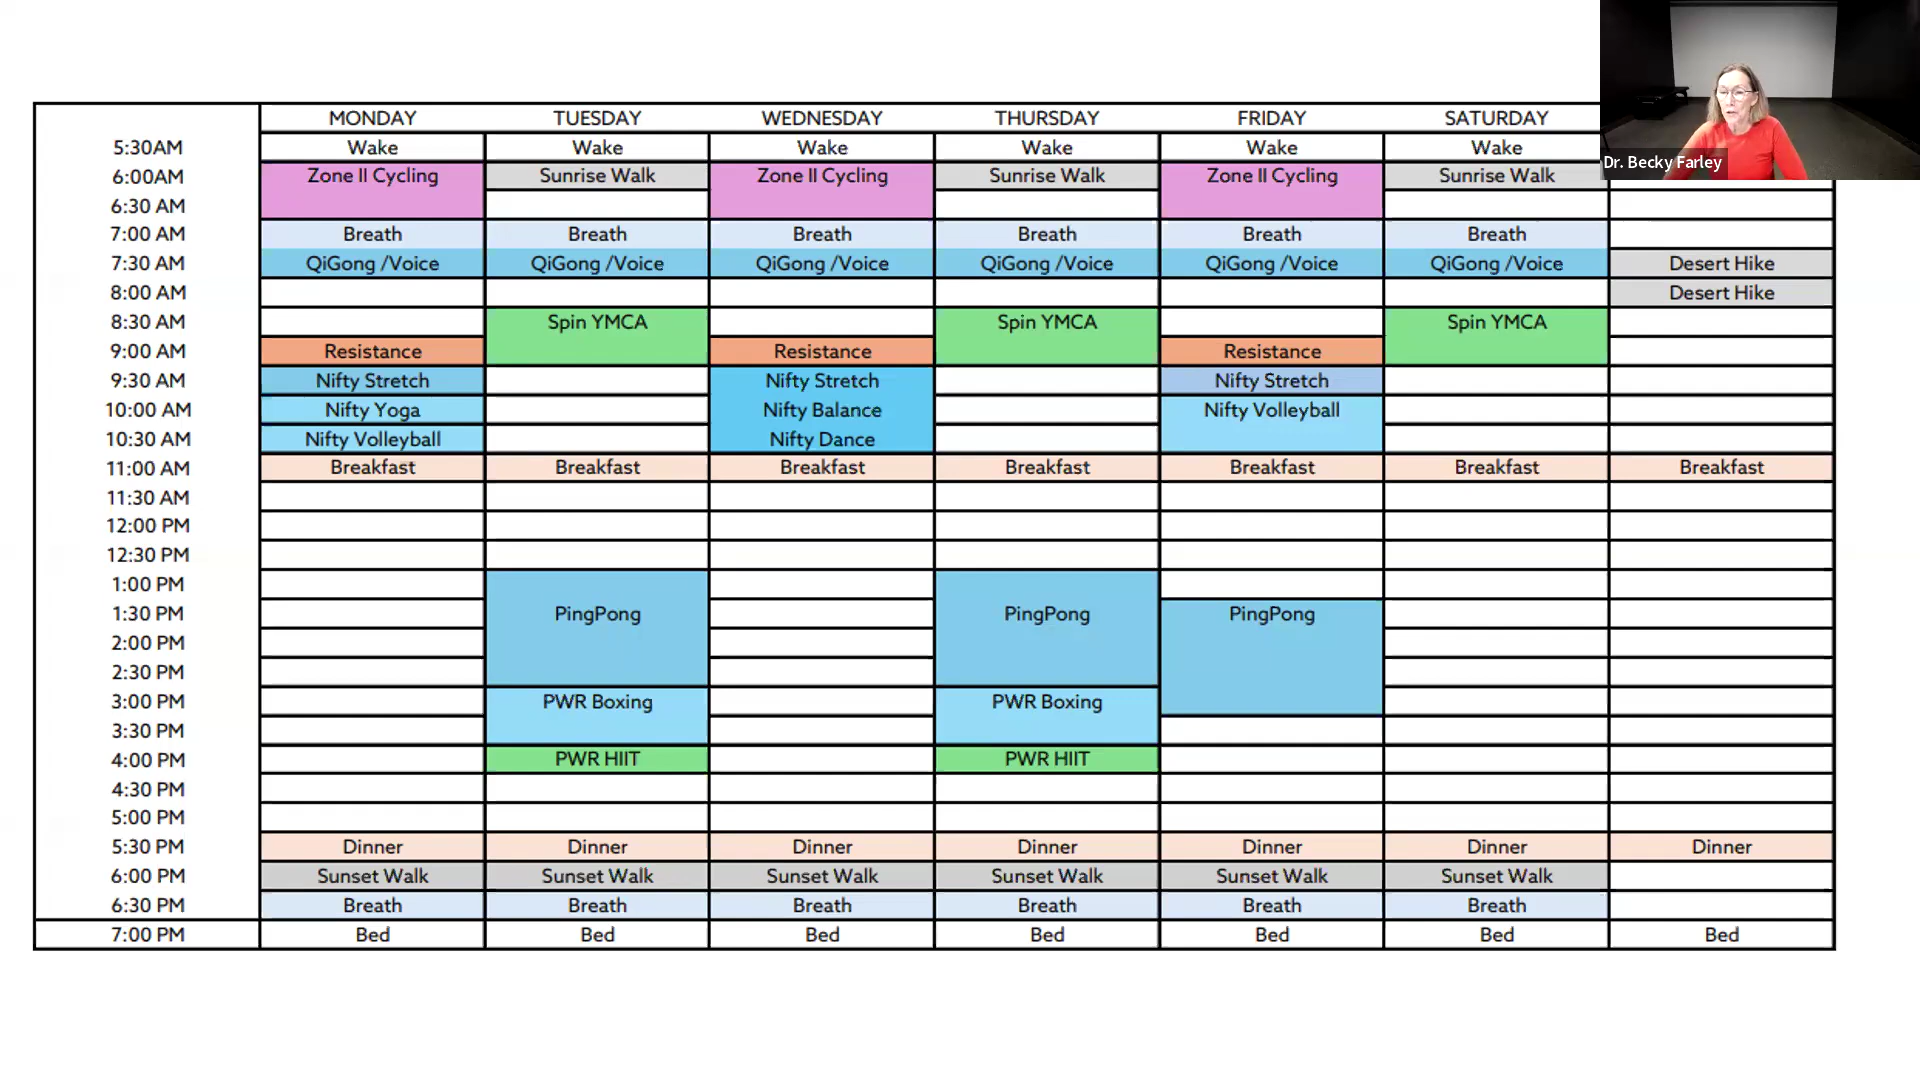 Dr. Becky Farley
MONDAY TUESDAY WEDNESDAY THURSDAY FRIDAY SATURDAY
5:30AM Wake Wake Wake Wake Wake Wake
6:00AM Zone II Cycling Sunrise Walk Zone II Cycling Sunrise Walk Zone II Cycling Sunrise Walk
6:30 AM
7:00 AM Breath Breath Breath Breath Breath Breath
7:30 AM QiGong /Voice QiGong /Voice QiGong /Voice QiGong /Voice QiGong /Voice QiGong /Voice Desert Hike
8:00 AM Desert Hike
8:30 AM Spin YMCA Spin YMCA Spin YMCA
9:00 AM Resistance Resistance Resistance
9:30 AM Nifty Stretch Nifty Stretch Nifty Stretch
10:00 AM Nifty Yoga Nifty Balance Nifty Volleyball
10:30 AM Nifty Volleyball Nifty Dance
11:00 AM Breakfast Breakfast Breakfast Breakfast Breakfast Breakfast Breakfast
11:30 AM
12:00 PM
12:30 PM
1:00 PM
1:30 PM PingPong PingPong PingPong
2:00 PM
2:30 PM
3:00 PM PWR Boxing PWR Boxing
3:30 PM
4:00 PM PWR HIIT PWR HIIT
4:30 PM
5:00 PM
5:30 PM Dinner Dinner Dinner Dinner Dinner Dinner Dinner
6:00 PM Sunset Walk Sunset Walk Sunset Walk Sunset Walk Sunset Walk Sunset Walk
6:30 PM Breath Breath Breath Breath Breath Breath
7:00 PM Bed Bed Bed Bed Bed Bed Bed